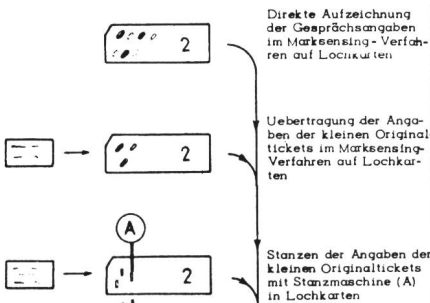 Direkte Aufzeichnung
der Gesprächsangaben
im Marksensing-Verfah-
ren auf Lochkarten
2
Uebertragung der Anga-
ben der kleinen Original
tickets im Marksensing-
Verfahren auf Lochkar-
ten
2
A
Stanzen der Angaben der
kleinen Originaltickets
mit Stanzmaschine (A)
in Lochkarten
2